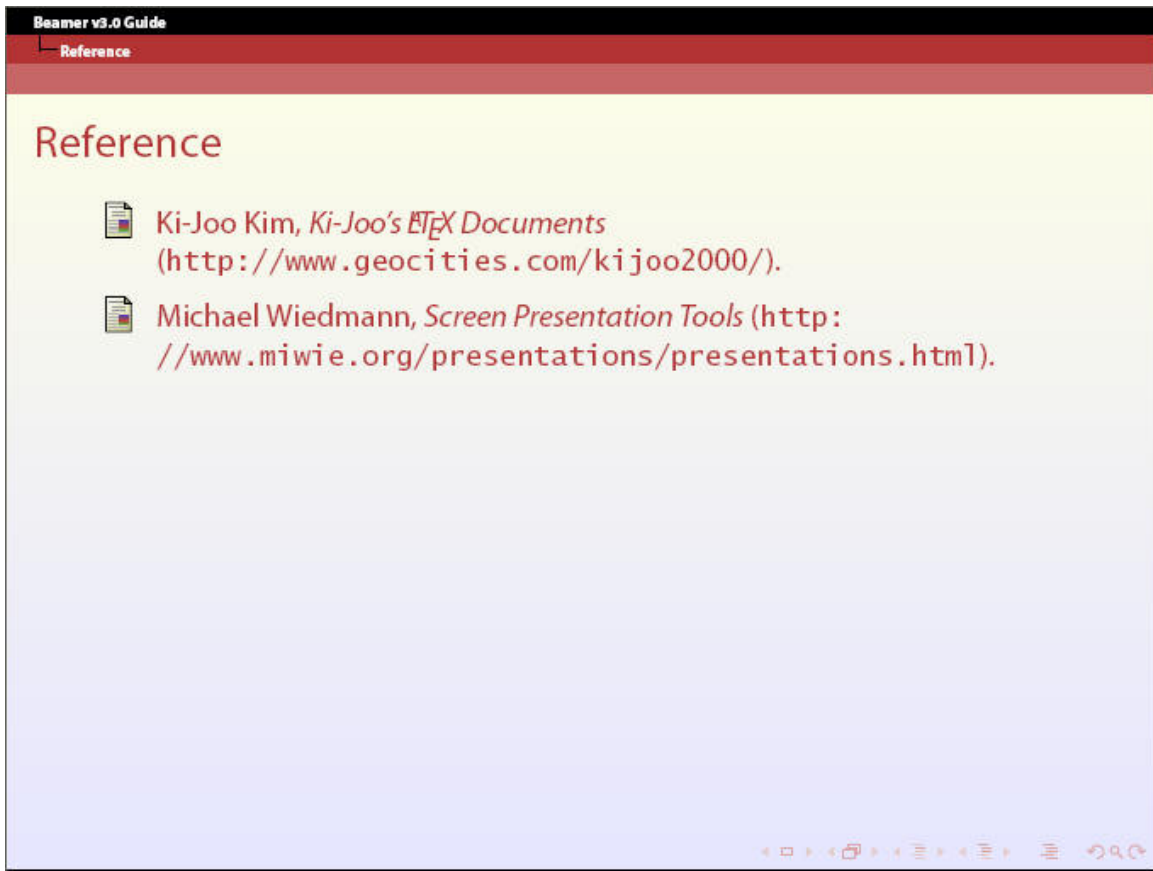 Beamer v3.0 Guide
Reference
Reference
Ki-Joo Kim, Ki-Joo's LATEX Documents
(http://www.geocities.com/kijoo2000/).
Michael Wiedmann, Screen Presentation Tools (http:
//www.miwie.org/presentations/presentations.html).